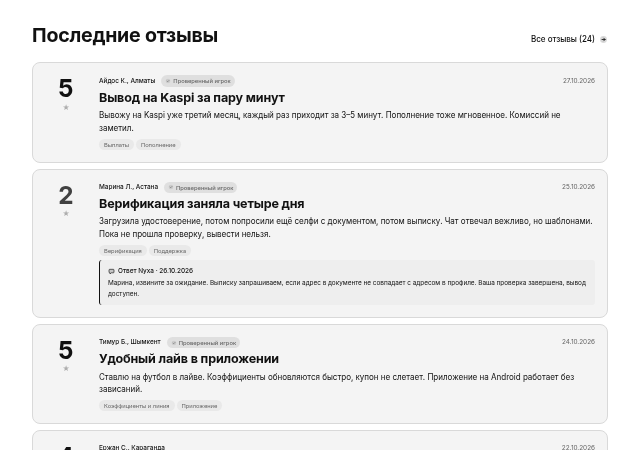 Последние отзывы
Все отзывы (24)
5
Айдос К., Алматы
Проверенный игрок
27.10.2026
Вывод на Kaspi за пару минут
Вывожу на Kaspi уже третий месяц, каждый раз приходит за 3–5 минут. Пополнение тоже мгновенное. Комиссий не
заметил.
Выплаты
Пополнения
2
Марина Л., Астана
Проверенный игрок
25.10.2026
Верификация заняла четыре дня
Загрузила удостоверение, потом попросили ещё селфи с документом, потом выписку. Чат отвечал вежливо, но шаблонами.
Пока не прошла проверку, вывести нельзя.
Верификация
Поддержка
Ответ Nyxa · 26.10.2026
Марина, извините за ожидание. Выписку запрашиваем, если адрес в документе не совпадает с адресом в профиле. Ваша проверка завершена, вывод
доступен.
5
Тимур Б., Шымкент
Проверенный игрок
24.10.2026
Удобный лайв в приложении
Ставлю на футбол в лайве. Коэффициенты обновляются быстро, купон не слетает. Приложение на Android работает без
зависаний.
Коэффициенты и линия
Приложение
Ержан С., Караганда
22.10.2026